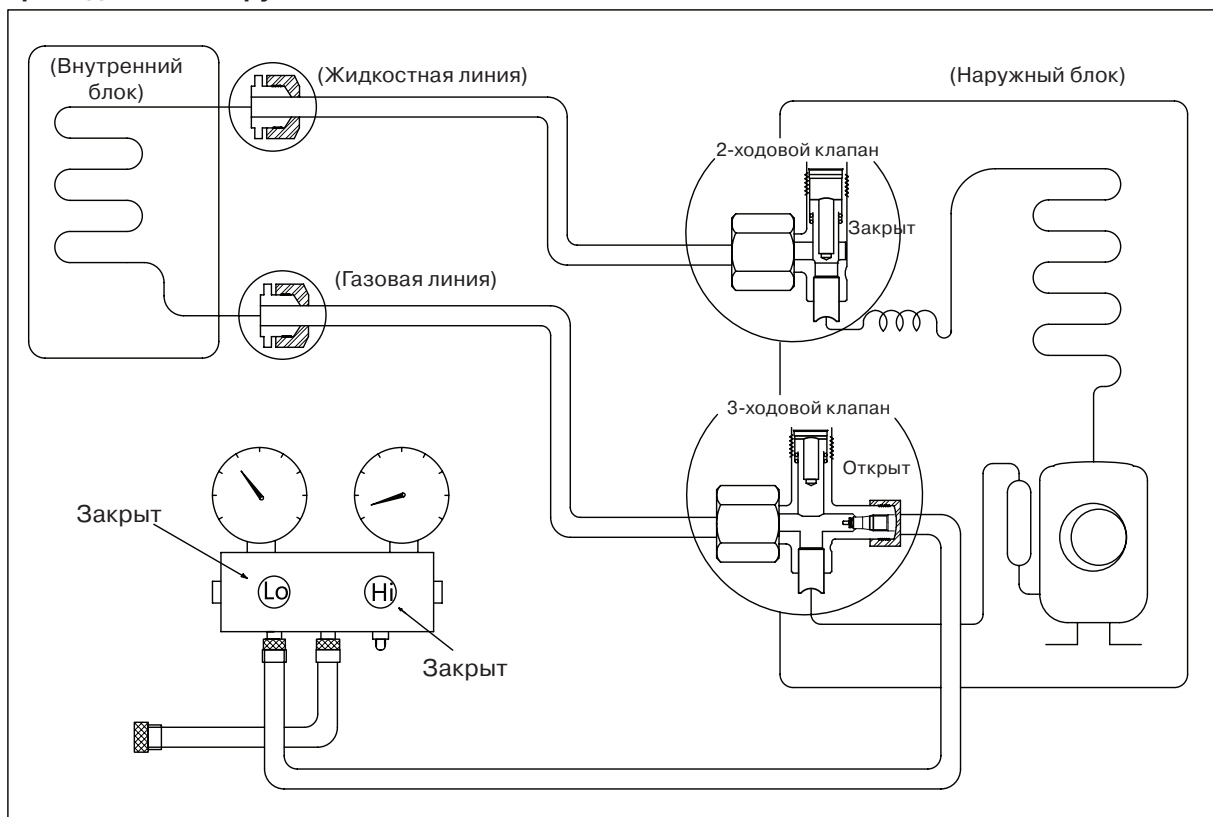 (Внутренний
блок)
(Жидкостная линия)
(Наружный блок)
2-ходовой клапан
Закрыт
(Газовая линия)
3-ходовой клапан
Открыт
Закрыт
Lo
Hi
Закрыт